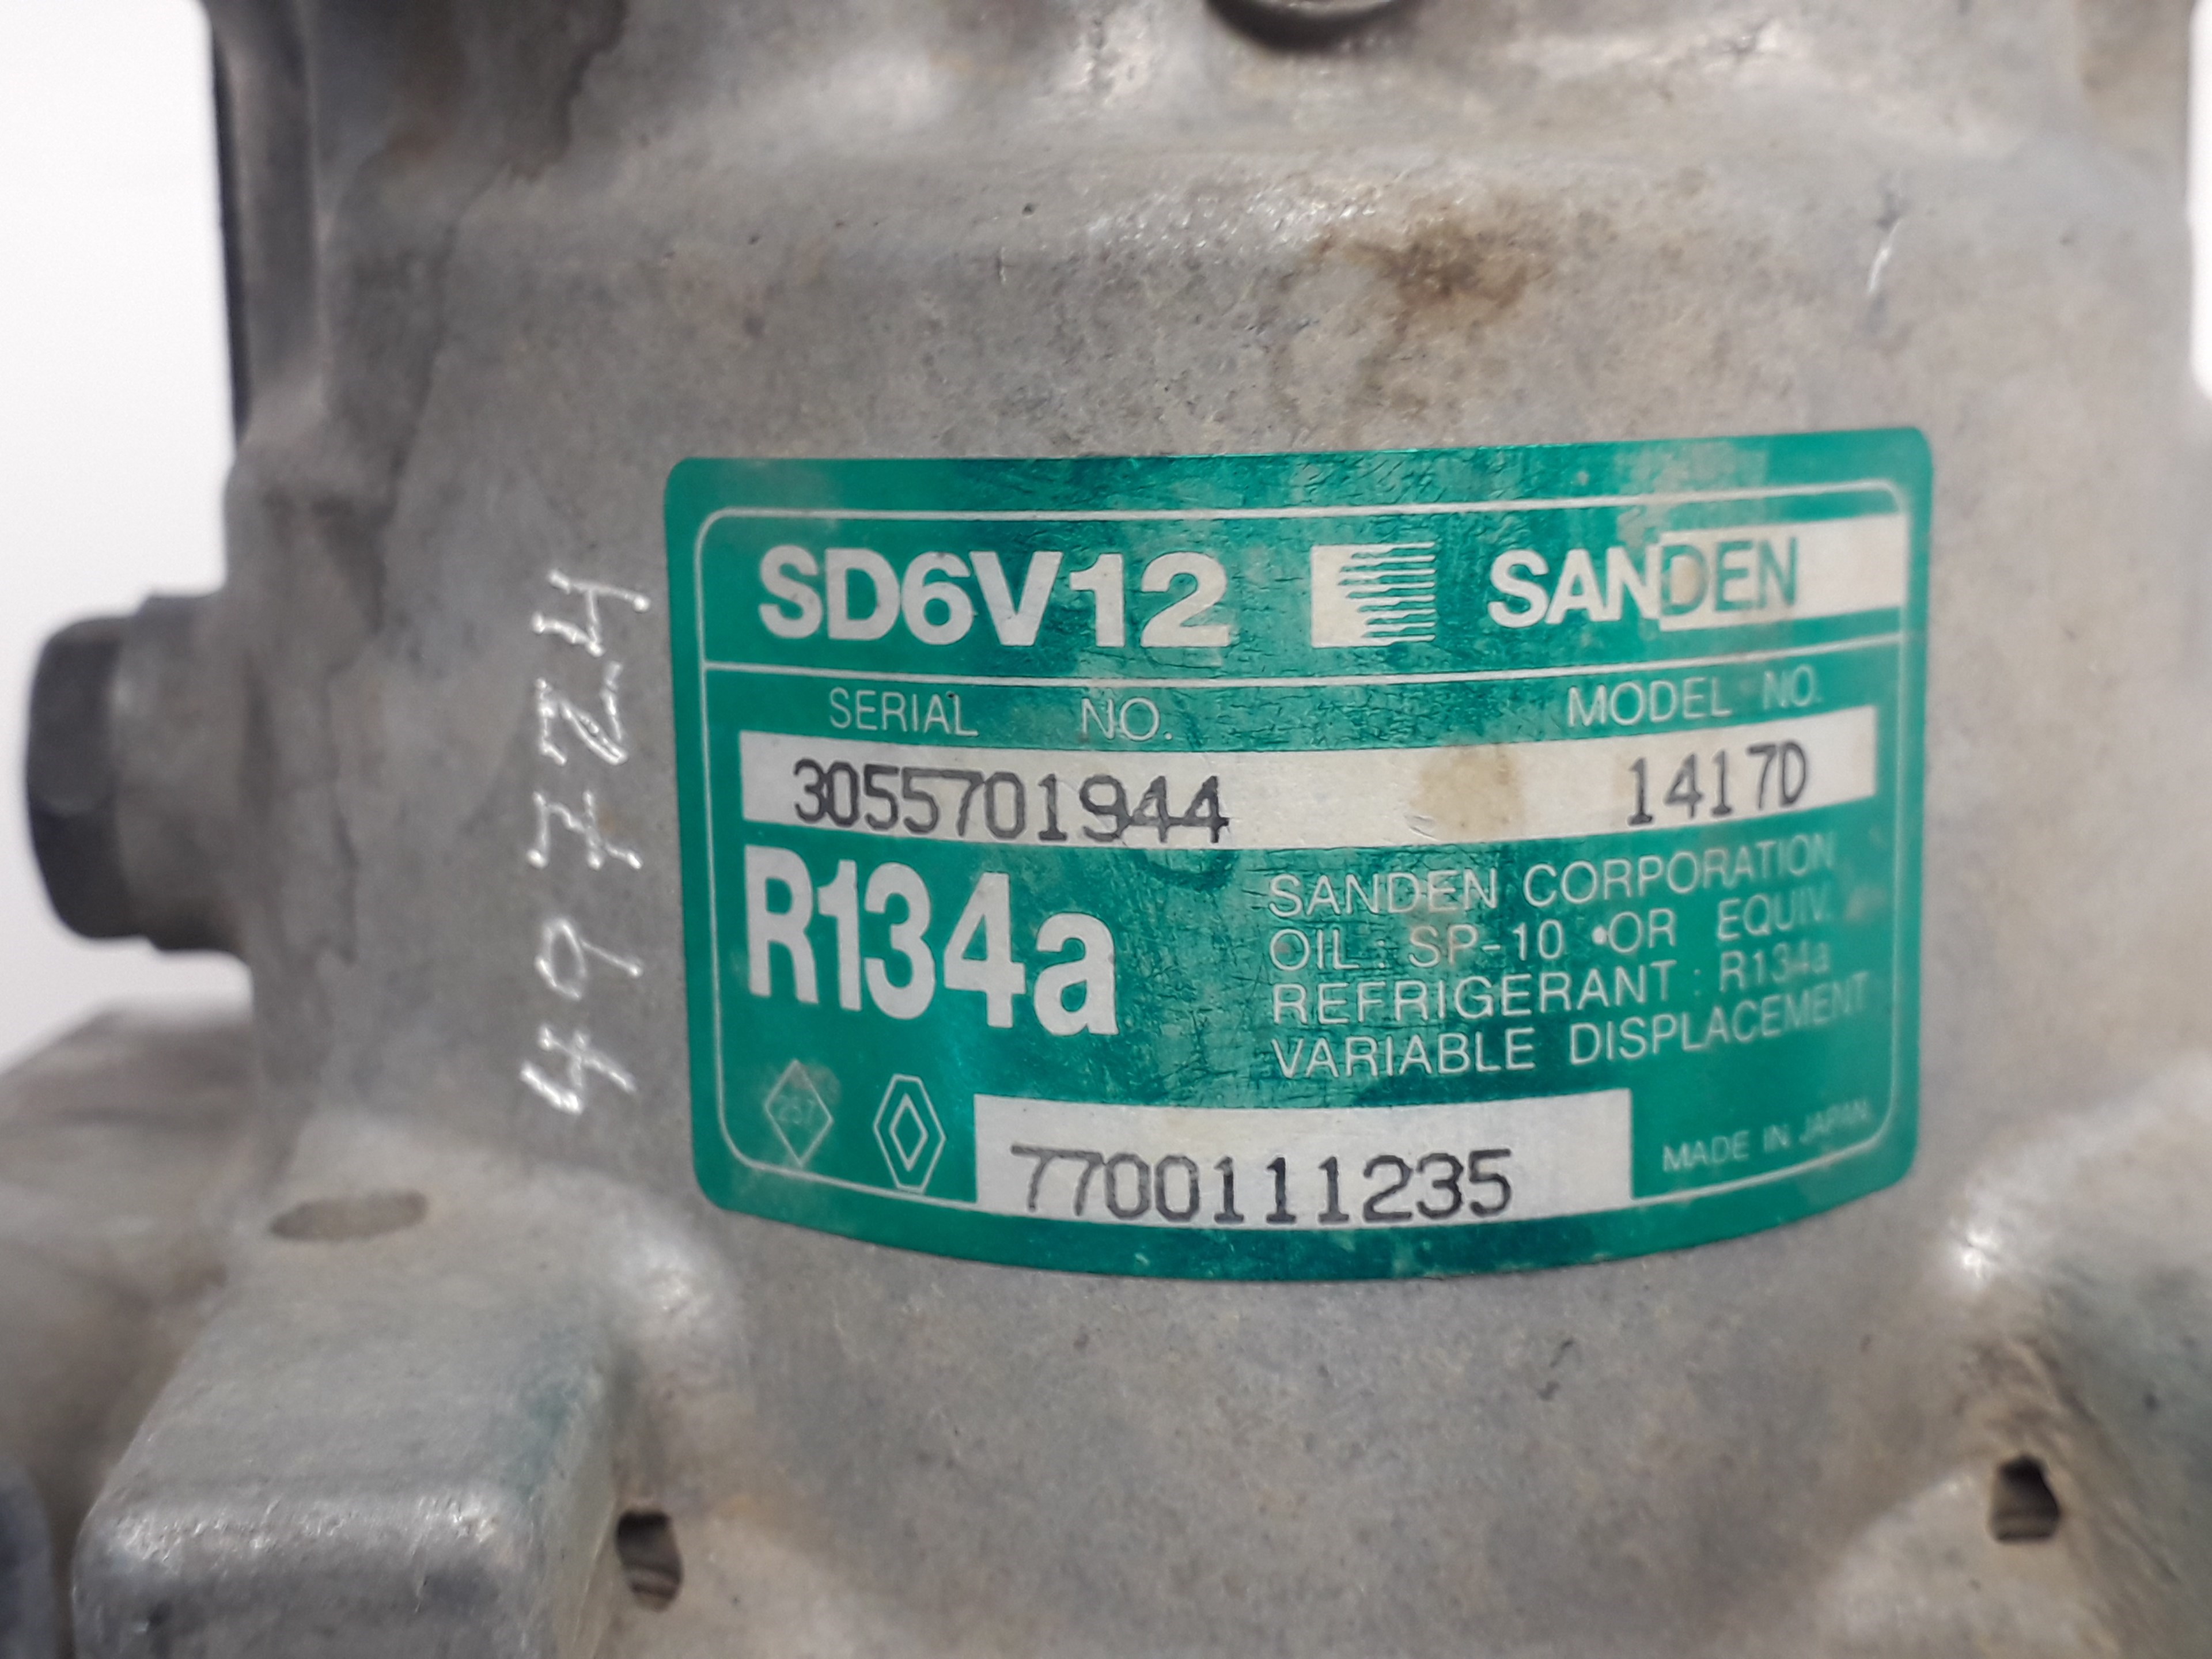 SD6V12 SANDEN
SERIAL NO. MODEL NO.
3055701944 1417D
R134a
SANDEN CORPORATION
OIL : SP-10 •OR EQUIV.
REFRIGERANT : R134a
VARIABLE DISPLACEMENT
7700111235
MADE IN JAPAN